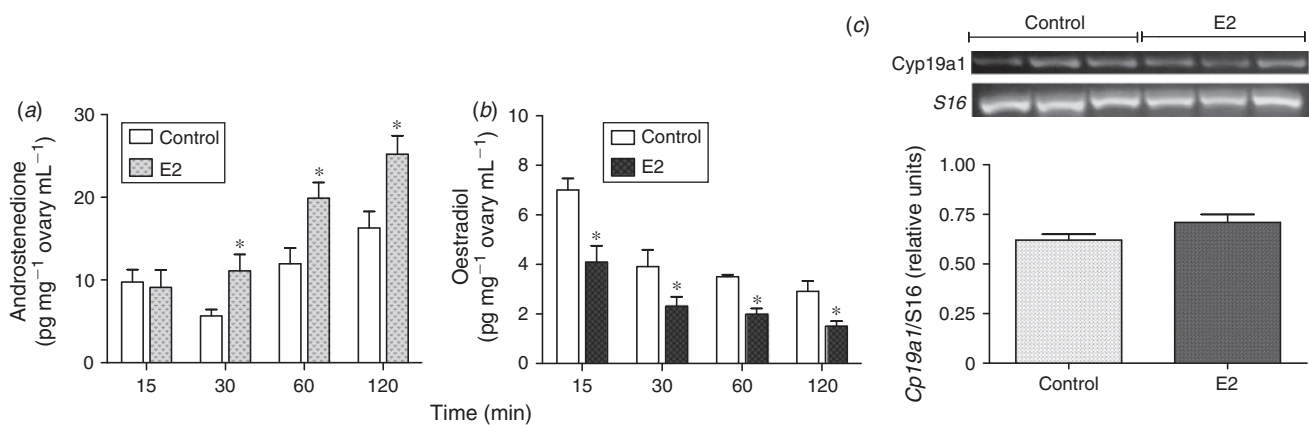 (a)
Androstenedione
(pg mg−1 ovary mL−1)
30
20
10
0
Control
E2
*
*
*
15 30 60 120
(b)
Oestradiol
(pg mg−1 ovary mL−1)
10
8
6
4
2
0
Control
E2
*
*
*
*
15 30 60 120
Time (min)
(c)
Control E2
Cyp19a1
S16
Cp19a1/S16 (relative units)
1.00
0.75
0.50
0.25
0
Control E2